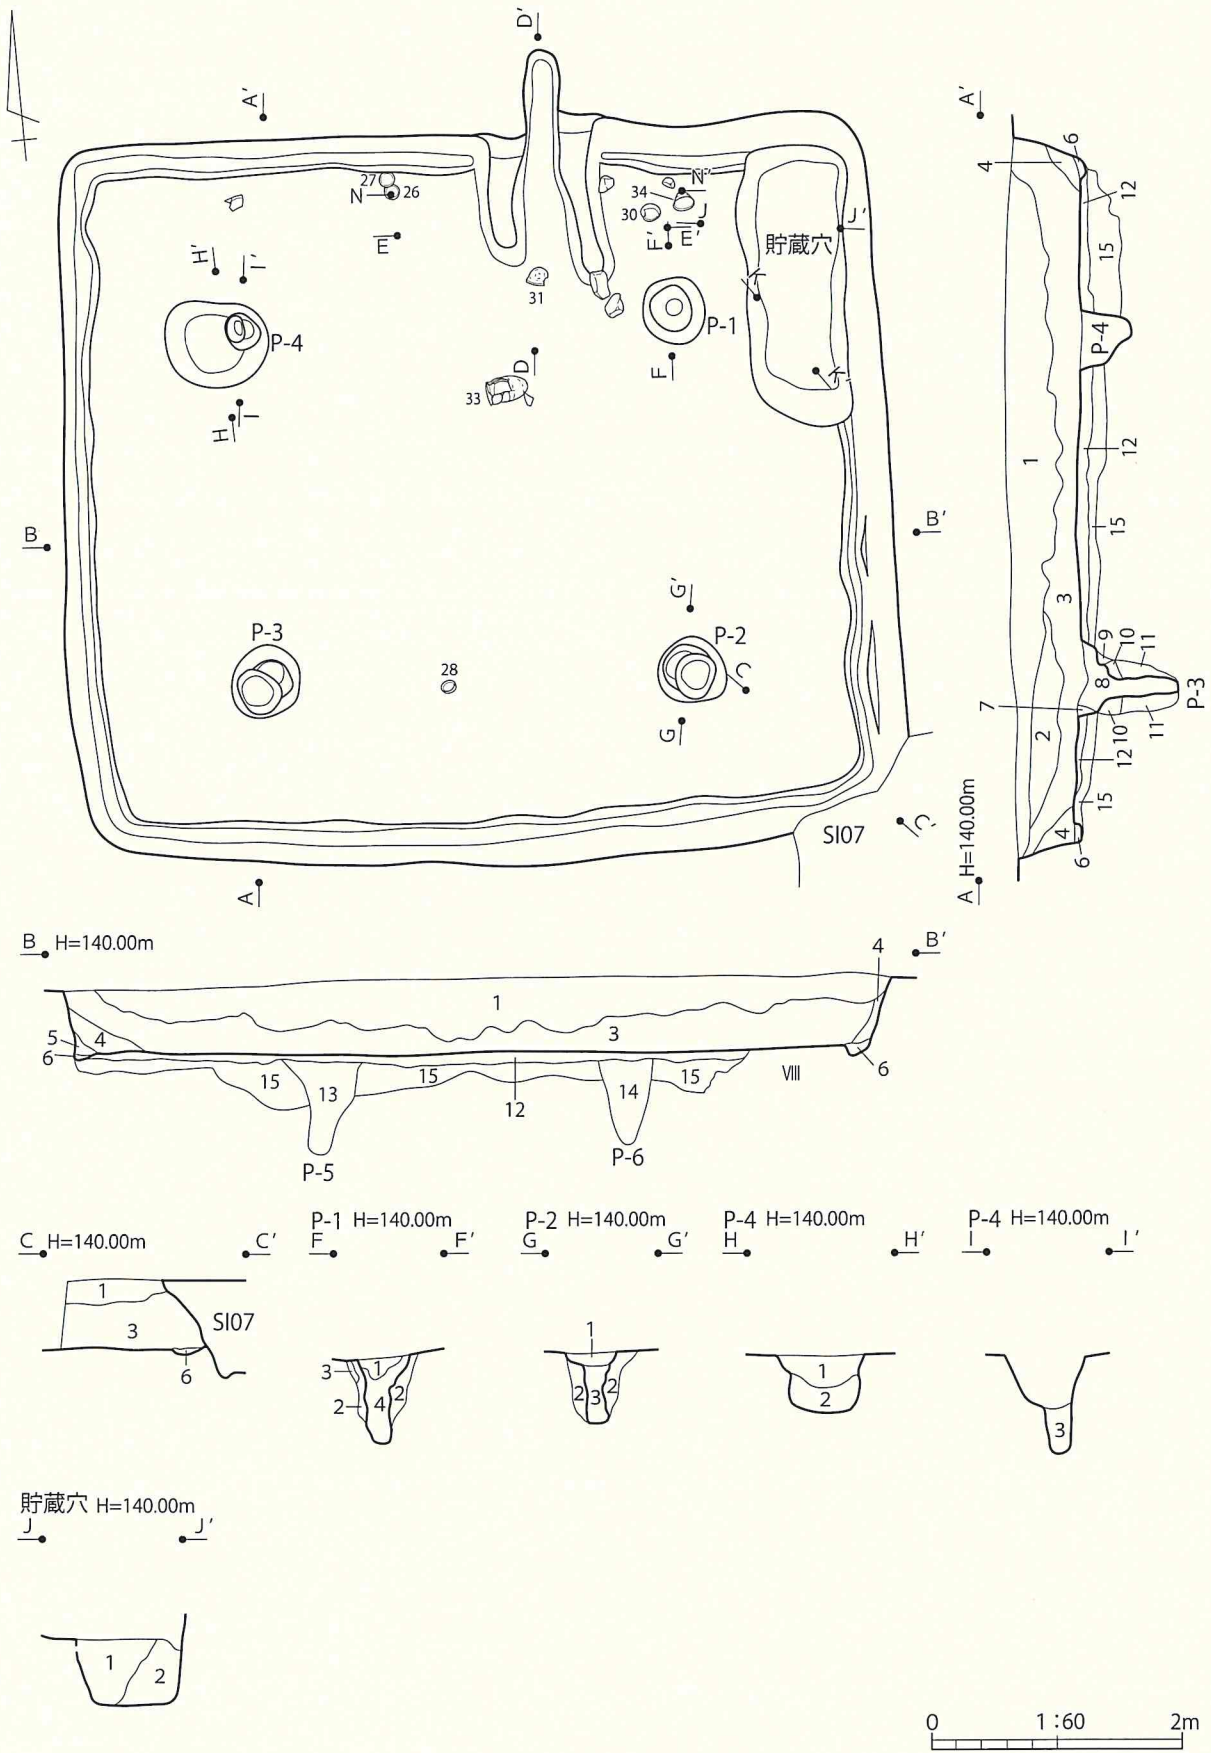 D'
A'
A'
27
26
N
34
N'
30
J
J'
F'
E'
E
貯蔵穴
H'
I'
31
K
P-1
P-4
D
F
K'
33
I
H
B
B'
G'
P-3
P-2
28
C
G
SI07
C'
A
4
6
12
15
P-4
1
12
15
3
9
10
11
8
7
P-3
2
10
11
12
15
4
6
A H=140.00m
B H=140.00m
B'
4
1
3
5
4
6
6
15
13
15
12
14
15
Ⅷ
P-5
P-6
C H=140.00m
C'
1
3
SI07
6
P-1 H=140.00m
F
F'
3
1
2
4
2
P-2 H=140.00m
G
G'
1
2
3
2
P-4 H=140.00m
H
H'
1
2
P-4 H=140.00m
I
I'
3
貯蔵穴 H=140.00m
J
J'
1
2
0 1:60 2m